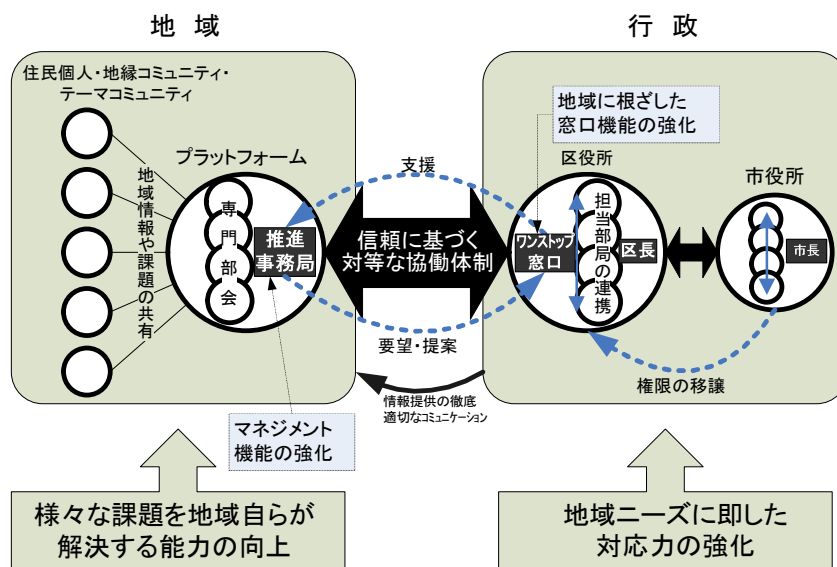 地域
行政
住民個人・地縁コミュニティ・
テーマコミュニティ
地域情報や課題の共有
プラットフォーム
専門部会
推進
事務局
マネジメント
機能の強化
支援
信頼に基づく
対等な協働体制
要望・提案
情報提供の徹底
適切なコミュニケーション
地域に根ざした
窓口機能の強化
区役所
ワンストップ
窓口
担当部局の連携
区長
市役所
市長
権限の移譲
様々な課題を地域自らが
解決する能力の向上
地域ニーズに即した
対応力の強化